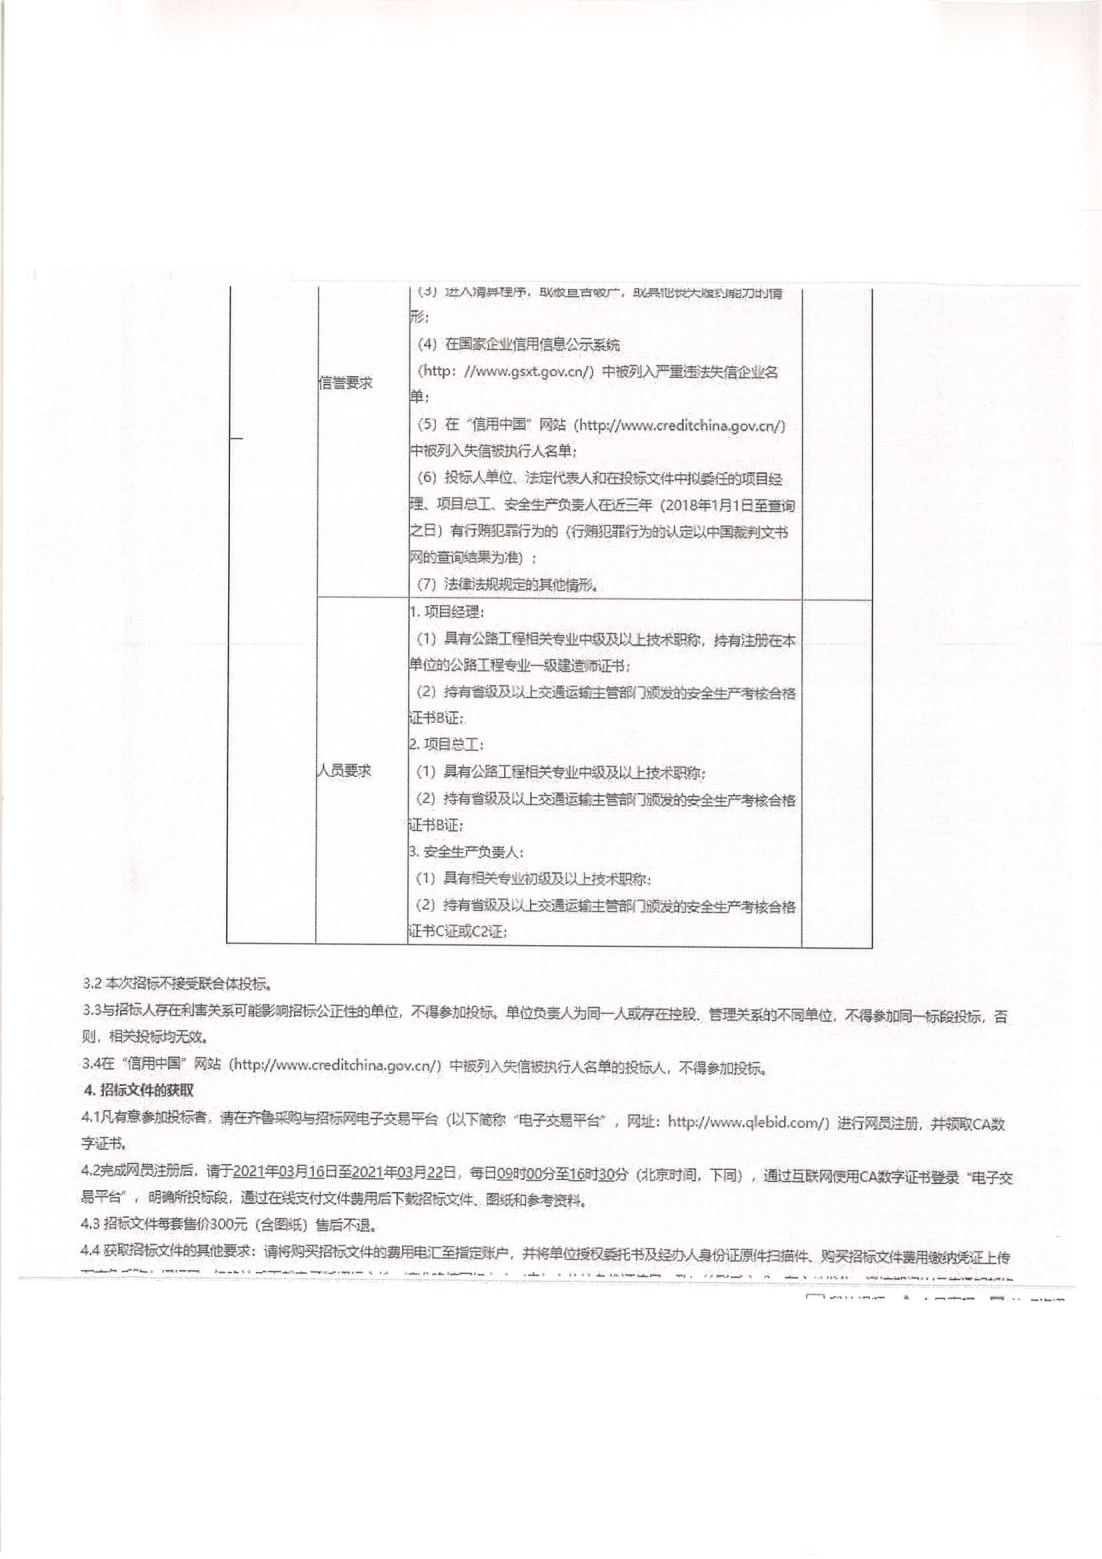 (3) 进入清算程序，或被宣告破产，或其他丧失履约能力的情
形；
(4) 在国家企业信用信息公示系统
(http: //www.gsxt.gov.cn/) 中被列入严重违法失信企业名
单；
信誉要求
(5) 在“信用中国”网站 (http://www.creditchina.gov.cn/)
中被列入失信被执行人名单；
(6) 投标人单位、法定代表人和在投标文件中拟委任的项目经
理、项目总工、安全生产负责人在近三年 (2018年1月1日至查询
之日) 有行贿犯罪行为的 (行贿犯罪行为的认定以中国裁判文书
网的查询结果为准) ;
(7) 法律法规规定的其他情形。
1. 项目经理：
(1) 具有公路工程相关专业中级及以上技术职称，持有注册在本
单位的公路工程专业一级建造师证书；
(2) 持有省级及以上交通运输主管部门颁发的安全生产考核合格
证书B证；
2. 项目总工：
人员要求
(1) 具有公路工程相关专业中级及以上技术职称；
(2) 持有省级及以上交通运输主管部门颁发的安全生产考核合格
证书B证；
3. 安全生产负责人：
(1) 具有相关专业初级及以上技术职称；
(2) 持有省级及以上交通运输主管部门颁发的安全生产考核合格
证书C证或C2证；
3.2 本次招标不接受联合体投标。
3.3与招标人存在利害关系可能影响招标公正性的单位，不得参加投标。单位负责人为同一人或存在控股、管理关系的不同单位，不得参加同一标段投标，否
则，相关投标均无效。
3.4在“信用中国”网站 (http://www.creditchina.gov.cn/) 中被列入失信被执行人名单的投标人，不得参加投标。
4. 招标文件的获取
4.1凡有意参加投标者，请在齐鲁采购与招标网电子交易平台 (以下简称“电子交易平台”，网址：http://www.qlebid.com/) 进行网员注册，并领取CA数
字证书。
4.2完成网员注册后，请于2021年03月16日至2021年03月22日，每日09时00分至16时30分 (北京时间，下同) ，通过互联网使用CA数字证书登录“电子交
易平台”，明确所投标段，通过在线支付文件费用后下载招标文件、图纸和参考资料。
4.3 招标文件每套售价300元 (含图纸) 售后不退。
4.4 获取招标文件的其他要求：请将购买招标文件的费用电汇至指定账户，并将单位授权委托书及经办人身份证原件扫描件、购买招标文件费用缴纳凭证上传